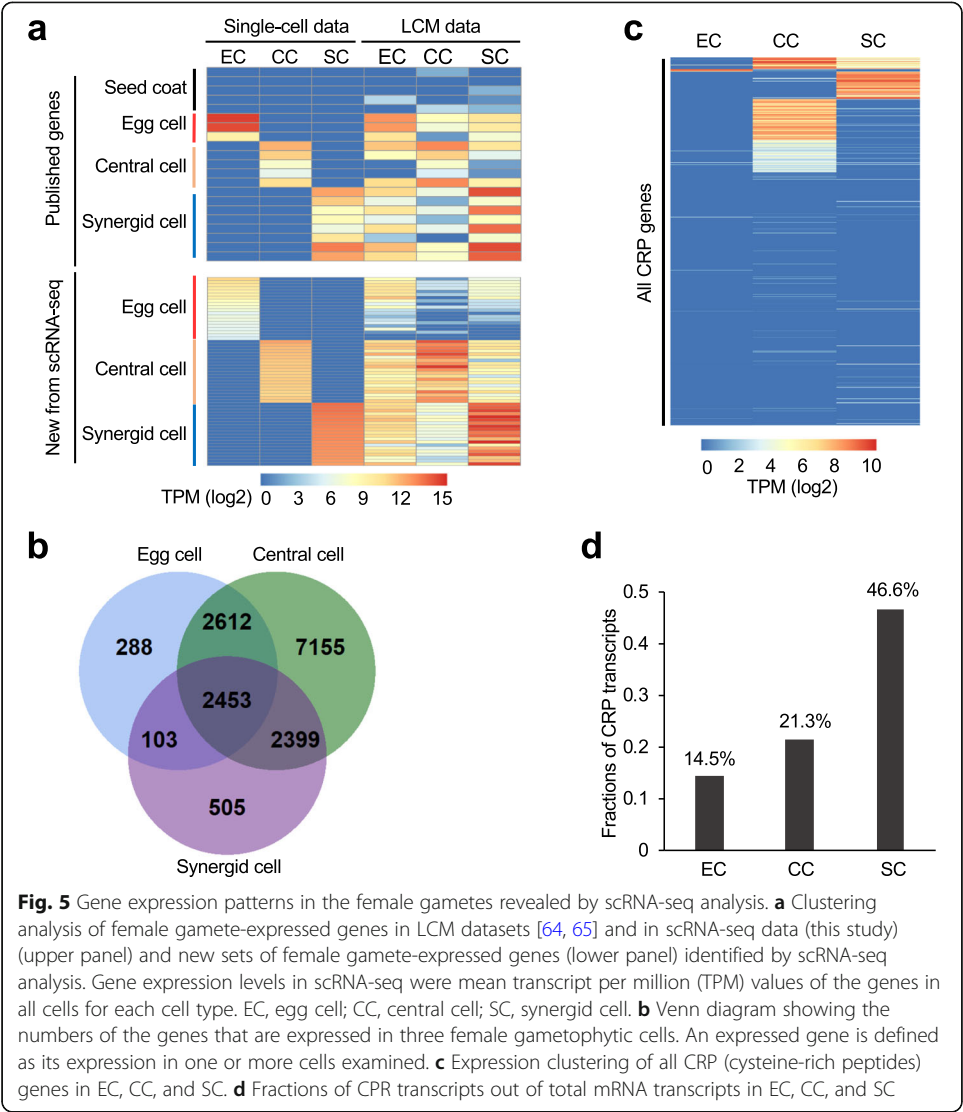 a
Single-cell data
LCM data
EC CC SC EC CC SC
Published genes
Seed coat
Egg cell
Central cell
Synergid cell
New from scRNA-seq
Egg cell
Central cell
Synergid cell
TPM (log2) 0 3 6 9 12 15
c
EC CC SC
All CRP genes
0 2 4 6 8 10
TPM (log2)
b
Egg cell
Central cell
2612
288
7155
2453
103
2399
505
Synergid cell
d
Fractions of CRP transcripts
0.5
0.4
0.3
0.2
0.1
0
14.5%
21.3%
46.6%
EC CC SC
Fig. 5 Gene expression patterns in the female gametes revealed by scRNA-seq analysis. a Clustering
analysis of female gamete-expressed genes in LCM datasets [64, 65] and in scRNA-seq data (this study)
(upper panel) and new sets of female gamete-expressed genes (lower panel) identified by scRNA-seq
analysis. Gene expression levels in scRNA-seq were mean transcript per million (TPM) values of the genes in
all cells for each cell type. EC, egg cell; CC, central cell; SC, synergid cell. b Venn diagram showing the
numbers of the genes that are expressed in three female gametophytic cells. An expressed gene is defined
as its expression in one or more cells examined. c Expression clustering of all CRP (cysteine-rich peptides)
genes in EC, CC, and SC. d Fractions of CPR transcripts out of total mRNA transcripts in EC, CC, and SC